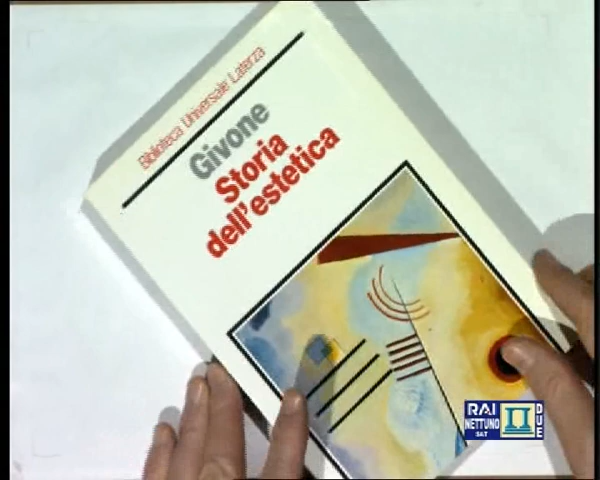 Biblioteca Universale Laterza
Givone
Storia
dell'estetica
RAI
NETTUNO
SAT
DUE